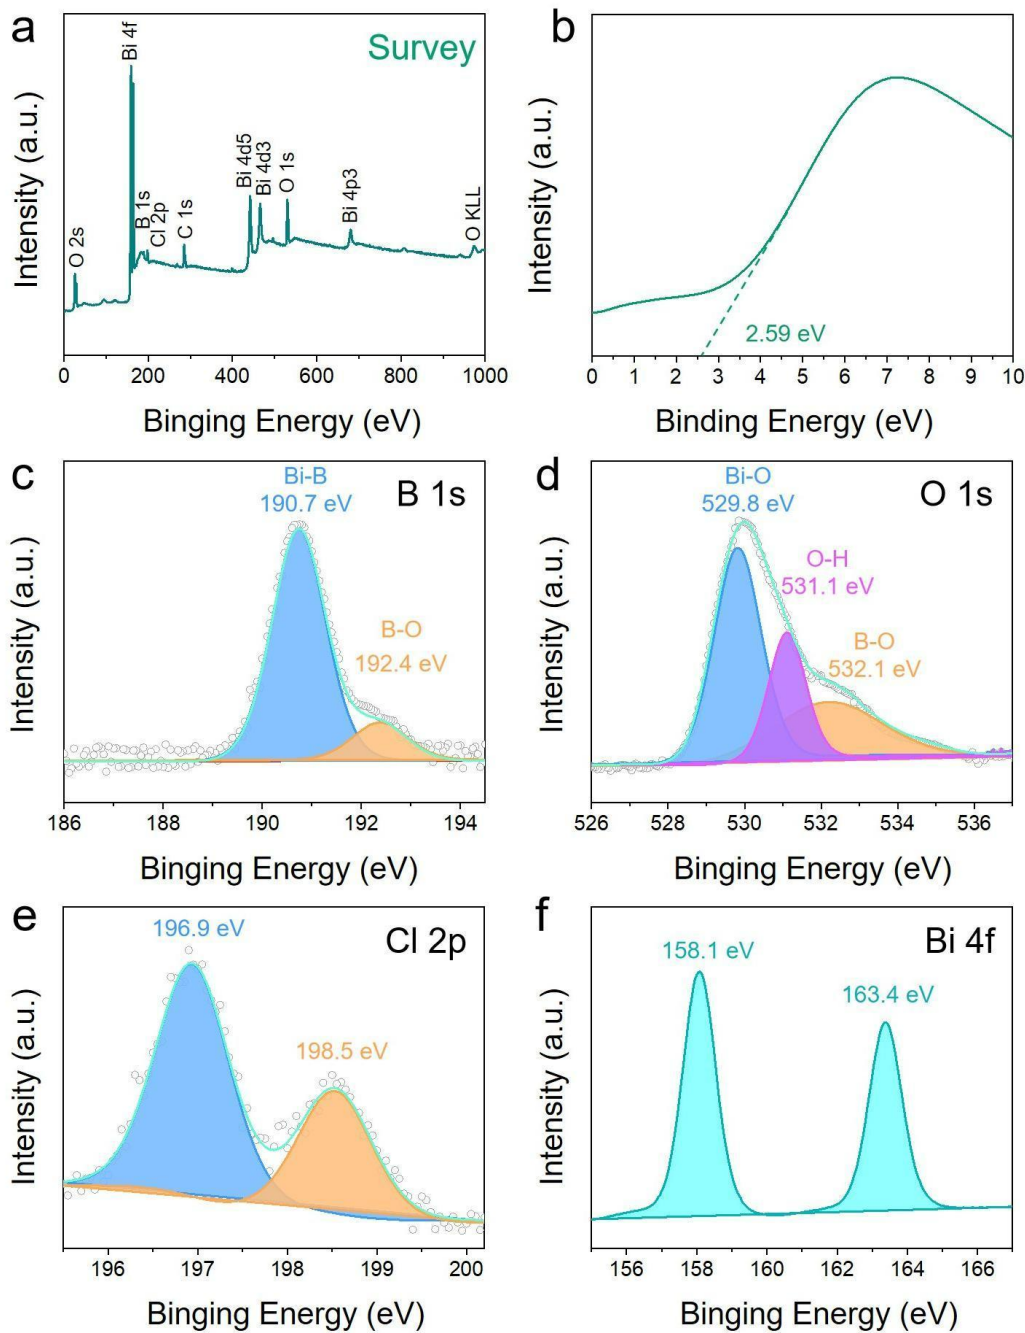 a
Survey
Intensity (a.u.)
O 2s
Bi 4f
B 1s
Cl 2p
C 1s
Bi 4d5
Bi 4d3
O 1s
Bi 4p3
O KLL
0 200 400 600 800 1000
Binging Energy (eV)
b
Intensity (a.u.)
2.59 eV
0 1 2 3 4 5 6 7 8 9 10
Binding Energy (eV)
c
B 1s
Intensity (a.u.)
Bi-B
190.7 eV
B-O
192.4 eV
186 188 190 192 194
Binging Energy (eV)
d
O 1s
Intensity (a.u.)
Bi-O
529.8 eV
O-H
531.1 eV
B-O
532.1 eV
526 528 530 532 534 536
Binging Energy (eV)
e
Cl 2p
Intensity (a.u.)
196.9 eV
198.5 eV
196 197 198 199 200
Binging Energy (eV)
f
Bi 4f
Intensity (a.u.)
158.1 eV
163.4 eV
156 158 160 162 164 166
Binging Energy (eV)